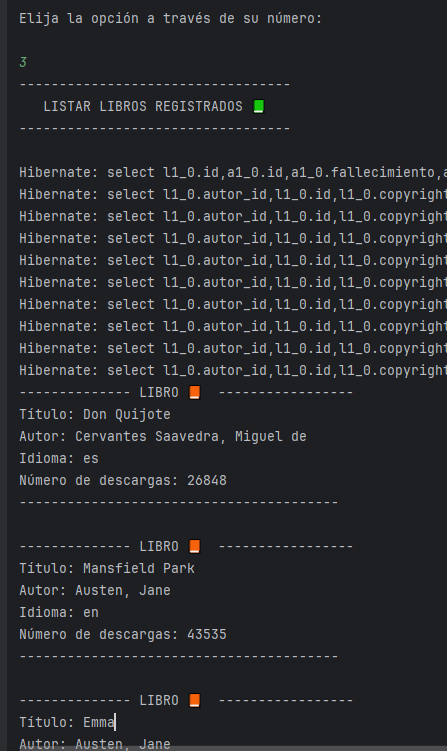 Elija la opción a través de su número:
3
----------------------------------
LISTAR LIBROS REGISTRADOS 📗
----------------------------------
Hibernate: select l1_0.id,a1_0.id,a1_0.fallecimiento,a
Hibernate: select l1_0.autor_id,l1_0.id,l1_0.copyright
Hibernate: select l1_0.autor_id,l1_0.id,l1_0.copyright
Hibernate: select l1_0.autor_id,l1_0.id,l1_0.copyright
Hibernate: select l1_0.autor_id,l1_0.id,l1_0.copyright
Hibernate: select l1_0.autor_id,l1_0.id,l1_0.copyright
Hibernate: select l1_0.autor_id,l1_0.id,l1_0.copyright
Hibernate: select l1_0.autor_id,l1_0.id,l1_0.copyright
Hibernate: select l1_0.autor_id,l1_0.id,l1_0.copyright
Hibernate: select l1_0.autor_id,l1_0.id,l1_0.copyright
-------------- LIBRO 📙 -----------------
Título: Don Quijote
Autor: Cervantes Saavedra, Miguel de
Idioma: es
Número de descargas: 26848
----------------------------------------
-------------- LIBRO 📙 -----------------
Título: Mansfield Park
Autor: Austen, Jane
Idioma: en
Número de descargas: 43535
----------------------------------------
-------------- LIBRO 📙 -----------------
Título: Emma
Autor: Austen, Jane